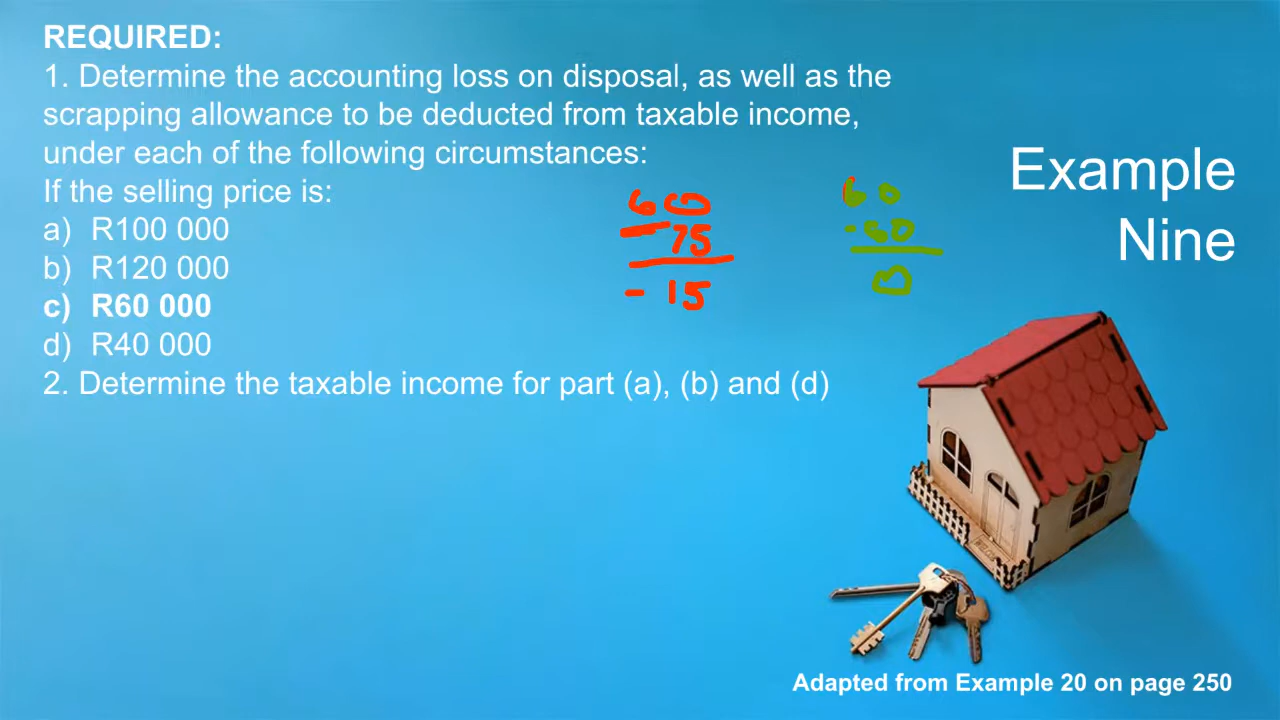 REQUIRED:
1. Determine the accounting loss on disposal, as well as the
scrapping allowance to be deducted from taxable income,
under each of the following circumstances:
If the selling price is:
a) R100 000
b) R120 000
c) R60 000
d) R40 000
2. Determine the taxable income for part (a), (b) and (d)
60
- 75
- 15
60
- 60
0
Example
Nine
Adapted from Example 20 on page 250